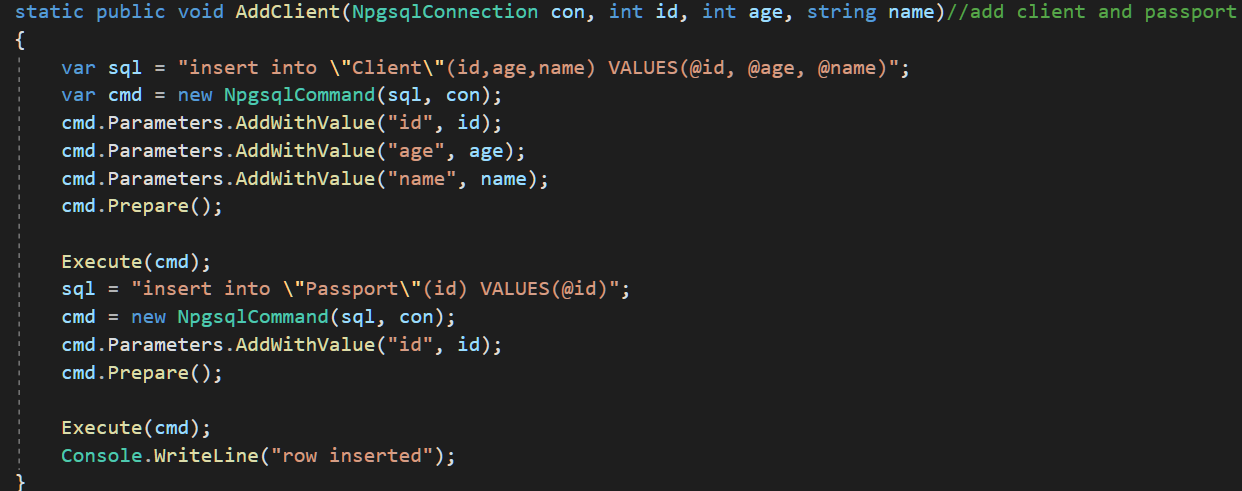 static public void AddClient(NpgsqlConnection con, int id, int age, string name)//add client and passport
{
var sql = "insert into \"Client\"(id,age,name) VALUES(@id, @age, @name)";
var cmd = new NpgsqlCommand(sql, con);
cmd.Parameters.AddWithValue("id", id);
cmd.Parameters.AddWithValue("age", age);
cmd.Parameters.AddWithValue("name", name);
cmd.Prepare();
Execute(cmd);
sql = "insert into \"Passport\"(id) VALUES(@id)";
cmd = new NpgsqlCommand(sql, con);
cmd.Parameters.AddWithValue("id", id);
cmd.Prepare();
Execute(cmd);
Console.WriteLine("row inserted");
}